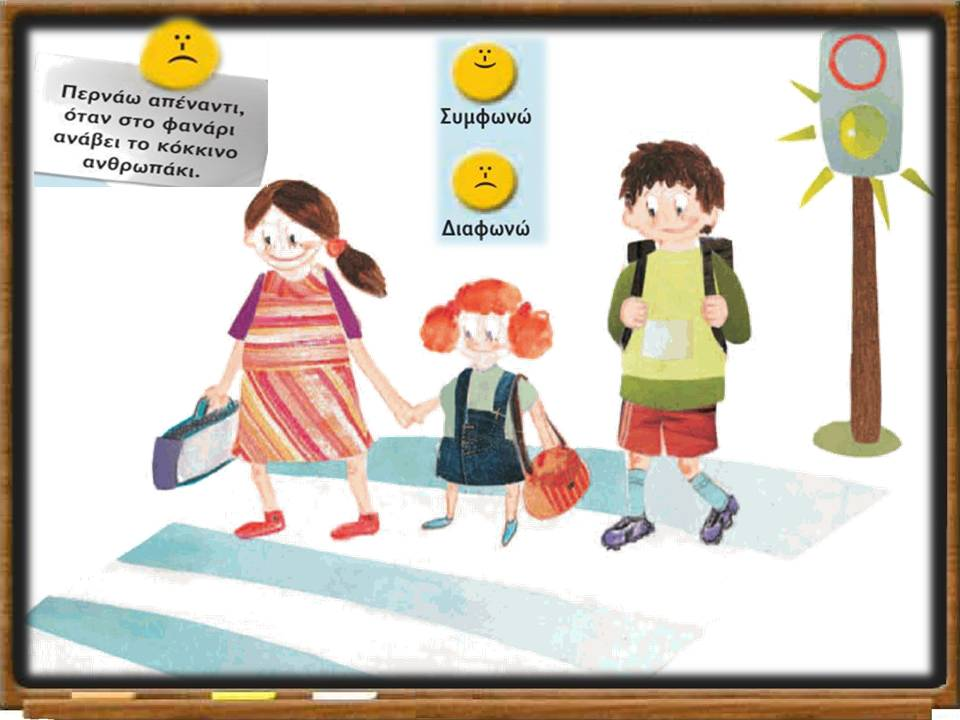 Περνάω απέναντι,
όταν στο φανάρι
ανάβει το κόκκινο
ανθρωπάκι.
Συμφωνώ
Διαφωνώ